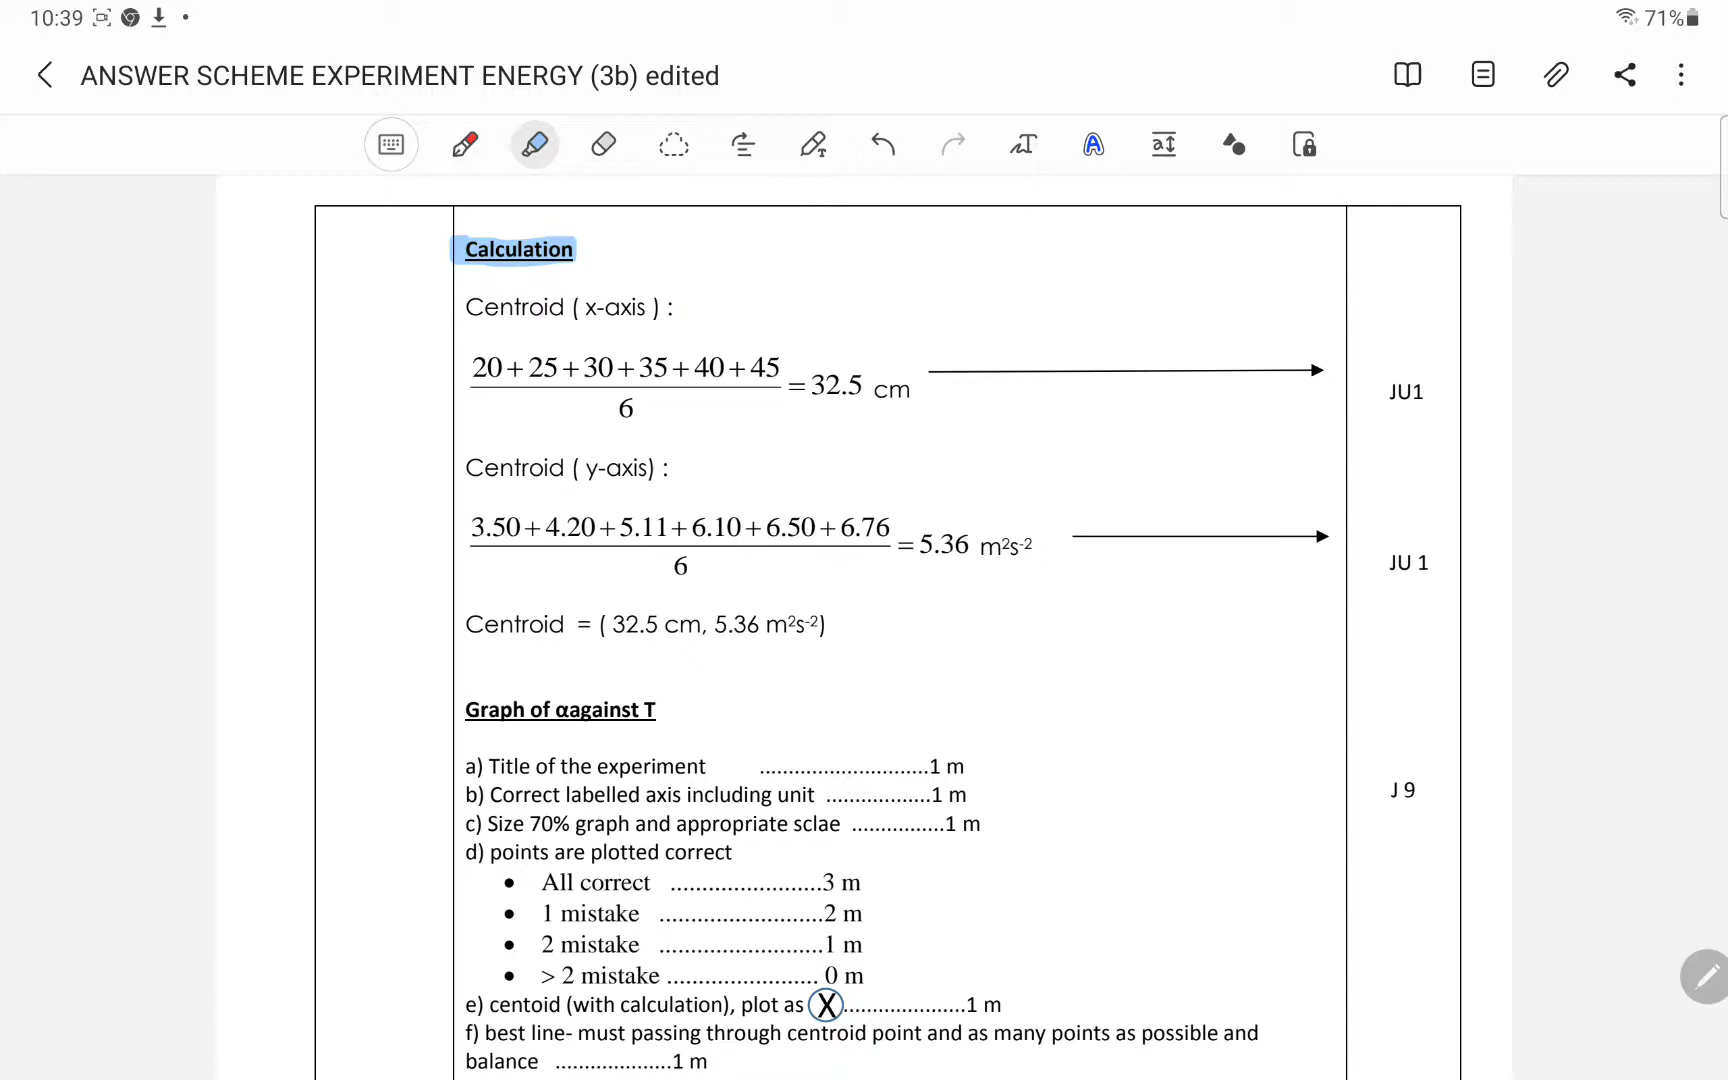 10:39
71%
ANSWER SCHEME EXPERIMENT ENERGY (3b) edited
Calculation
Centroid ( x-axis ) :
20+25+30+35+40+45
6
=32.5 cm
JU1
Centroid ( y-axis) :
3.50+4.20+5.11+6.10+6.50+6.76
6
=5.36 m²s⁻²
JU 1
Centroid = ( 32.5 cm, 5.36 m²s⁻²)
Graph of αagainst T
a) Title of the experiment .............................1 m
b) Correct labelled axis including unit ..................1 m
J 9
c) Size 70% graph and appropriate sclae ................1 m
d) points are plotted correct
• All correct ........................3 m
• 1 mistake ..........................2 m
• 2 mistake ..........................1 m
• > 2 mistake ........................ 0 m
e) centoid (with calculation), plot as X.....................1 m
f) best line- must passing through centroid point and as many points as possible and
balance ....................1 m